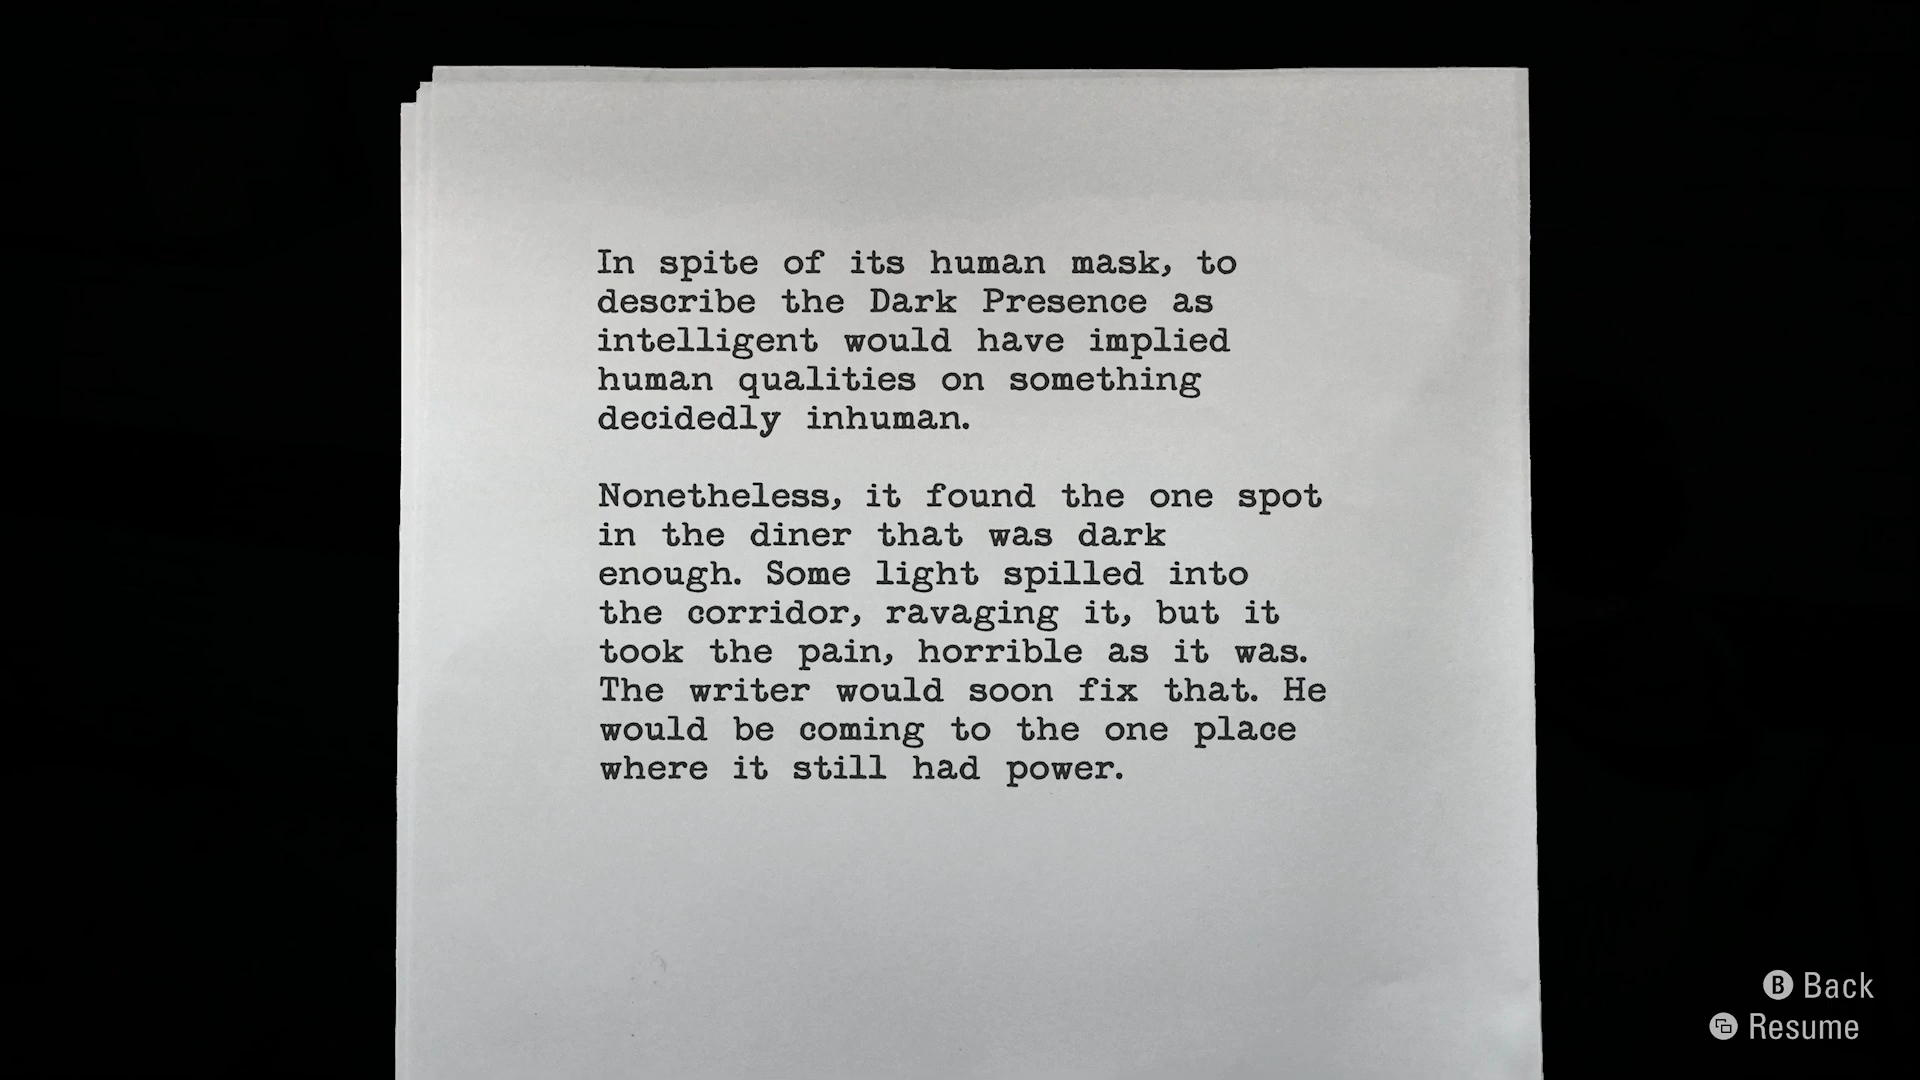 In spite of its human mask, to
describe the Dark Presence as
intelligent would have implied
human qualities on something
decidedly inhuman.
Nonetheless, it found the one spot
in the diner that was dark
enough. Some light spilled into
the corridor, ravaging it, but it
took the pain, horrible as it was.
The writer would soon fix that. He
would be coming to the one place
where it still had power.
B Back
Resume